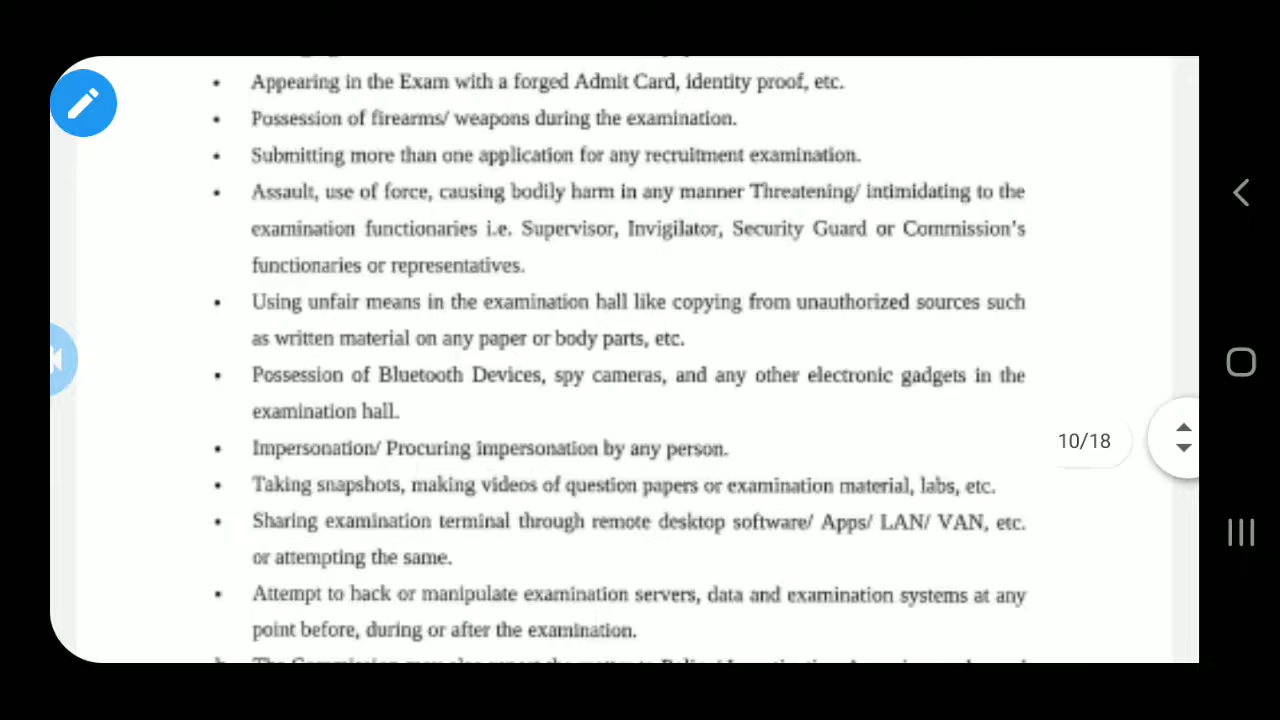 • Appearing in the Exam with a forged Admit Card, identity proof, etc.
• Possession of firearms/ weapons during the examination.
• Submitting more than one application for any recruitment examination.
• Assault, use of force, causing bodily harm in any manner Threatening/ intimidating to the
examination functionaries i.e. Supervisor, Invigilator, Security Guard or Commission's
functionaries or representatives.
• Using unfair means in the examination hall like copying from unauthorized sources such
as written material on any paper or body parts, etc.
• Possession of Bluetooth Devices, spy cameras, and any other electronic gadgets in the
examination hall.
10/18
• Impersonation/ Procuring impersonation by any person.
• Taking snapshots, making videos of question papers or examination material, labs, etc.
• Sharing examination terminal through remote desktop software/ Apps/ LAN/ VAN, etc.
or attempting the same.
• Attempt to hack or manipulate examination servers, data and examination systems at any
point before, during or after the examination.